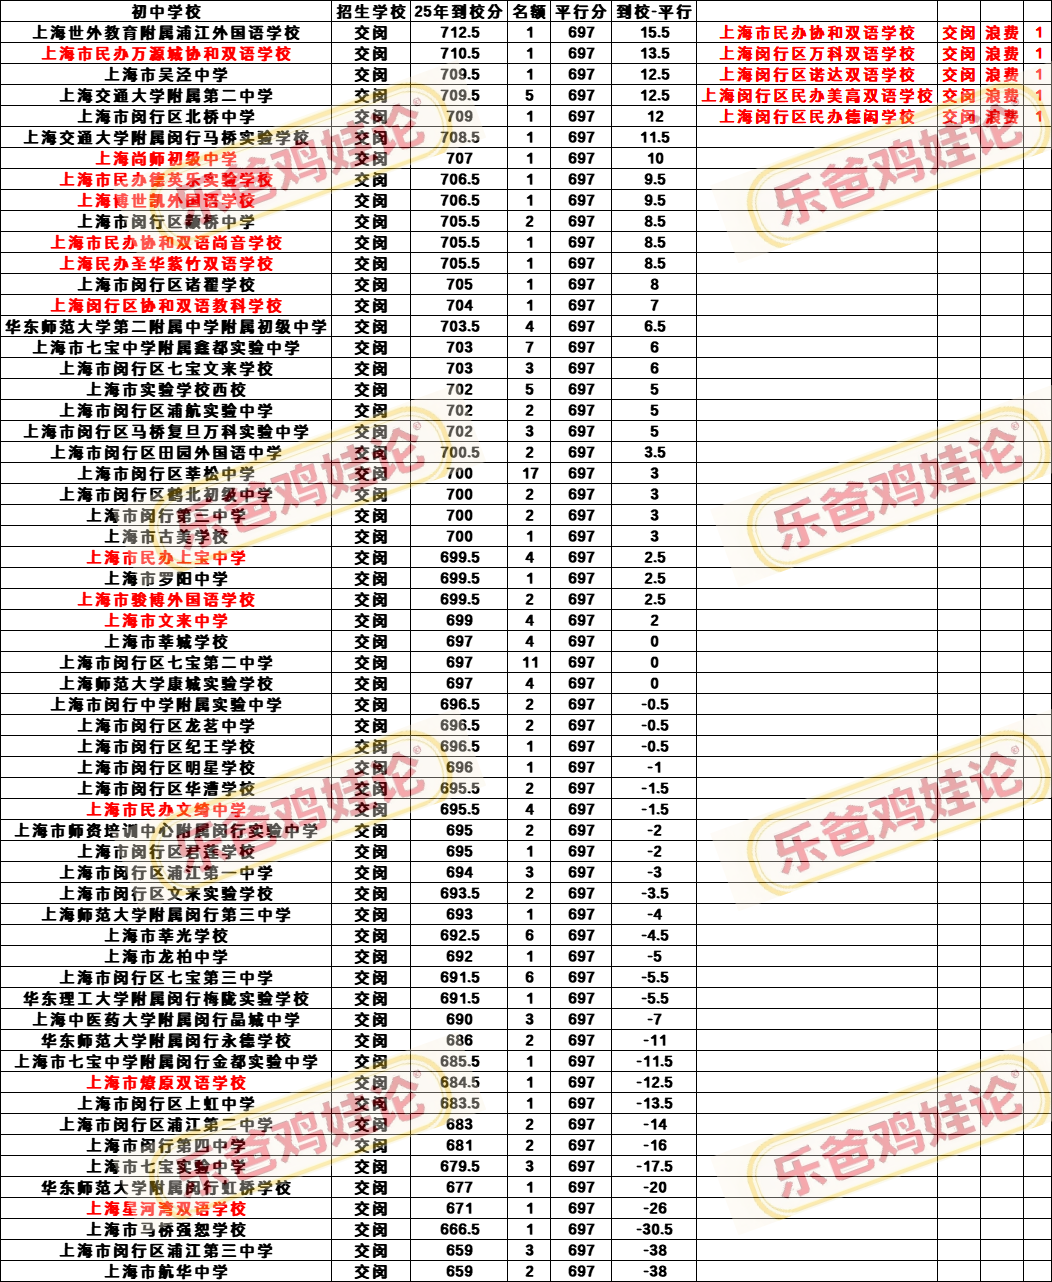 初中学校 招生学校 25年到校分 名额 平行分 到校-平行
上海世外教育附属浦江外国语学校 交闵 712.5 1 697 15.5 上海市民办协和双语学校 交闵 浪费 1
上海市民办万源城协和双语学校 交闵 710.5 1 697 13.5 上海闵行区万科双语学校 交闵 浪费 1
上海市吴泾中学 交闵 709.5 1 697 12.5 上海闵行区诺达双语学校 交闵 浪费 1
上海交通大学附属第二中学 交闵 709.5 5 697 12.5 上海闵行区民办美高双语学校 交闵 浪费 1
上海市闵行区北桥中学 交闵 709 1 697 12 上海闵行区民办德闳学校 交闵 浪费 1
上海交通大学附属闵行马桥实验学校 交闵 708.5 1 697 11.5
上海尚师初级中学 交闵 707 1 697 10
上海市民办德英乐实验学校 交闵 706.5 1 697 9.5
上海博世凯外国语学校 交闵 706.5 1 697 9.5
上海市闵行区颛桥中学 交闵 705.5 2 697 8.5
上海市民办协和双语尚音学校 交闵 705.5 1 697 8.5
上海民办圣华紫竹双语学校 交闵 705.5 1 697 8.5
上海市闵行区诸翟学校 交闵 705 1 697 8
上海闵行区协和双语教科学校 交闵 704 1 697 7
华东师范大学第二附属中学附属初级中学 交闵 703.5 4 697 6.5
上海市七宝中学附属鑫都实验中学 交闵 703 7 697 6
上海市闵行区七宝文来学校 交闵 703 3 697 6
上海市实验学校西校 交闵 702 5 697 5
上海市闵行区浦航实验中学 交闵 702 2 697 5
上海市闵行区马桥复旦万科实验中学 交闵 702 3 697 5
上海市闵行区田园外国语中学 交闵 700.5 2 697 3.5
上海市闵行区莘松中学 交闵 700 17 697 3
上海市闵行区鹤北初级中学 交闵 700 2 697 3
上海市闵行第三中学 交闵 700 2 697 3
上海市古美学校 交闵 700 1 697 3
上海市民办上宝中学 交闵 699.5 4 697 2.5
上海市罗阳中学 交闵 699.5 1 697 2.5
上海市骏博外国语学校 交闵 699.5 2 697 2.5
上海市文来中学 交闵 699 4 697 2
上海市莘城学校 交闵 697 4 697 0
上海市闵行区七宝第二中学 交闵 697 11 697 0
上海师范大学康城实验学校 交闵 697 4 697 0
上海市闵行中学附属实验中学 交闵 696.5 2 697 -0.5
上海市闵行区龙茗中学 交闵 696.5 2 697 -0.5
上海市闵行区纪王学校 交闵 696.5 1 697 -0.5
上海市闵行区明星学校 交闵 696 1 697 -1
上海市闵行区华漕学校 交闵 695.5 2 697 -1.5
上海市民办文绮中学 交闵 695.5 4 697 -1.5
上海市师资培训中心附属闵行实验中学 交闵 695 2 697 -2
上海市闵行区君莲学校 交闵 695 1 697 -2
上海市闵行区浦江第一中学 交闵 694 3 697 -3
上海市闵行区文来实验学校 交闵 693.5 2 697 -3.5
上海师范大学附属闵行第三中学 交闵 693 1 697 -4
上海市莘光学校 交闵 692.5 6 697 -4.5
上海市龙柏中学 交闵 692 1 697 -5
上海市闵行区七宝第三中学 交闵 691.5 6 697 -5.5
华东理工大学附属闵行梅陇实验学校 交闵 691.5 1 697 -5.5
上海中医药大学附属闵行晶城中学 交闵 690 3 697 -7
华东师范大学附属闵行永德学校 交闵 686 2 697 -11
上海市七宝中学附属闵行金都实验中学 交闵 685.5 1 697 -11.5
上海市燎原双语学校 交闵 684.5 1 697 -12.5
上海市闵行区上虹中学 交闵 683.5 1 697 -13.5
上海市闵行区浦江第二中学 交闵 683 2 697 -14
上海市闵行第四中学 交闵 681 2 697 -16
上海市七宝实验中学 交闵 679.5 3 697 -17.5
华东师范大学附属闵行虹桥学校 交闵 677 1 697 -20
上海星河湾双语学校 交闵 671 1 697 -26
上海市马桥强恕学校 交闵 666.5 1 697 -30.5
上海市闵行区浦江第三中学 交闵 659 3 697 -38
上海市航华中学 交闵 659 2 697 -38
乐爸鸡娃论®
乐爸鸡娃论®
乐爸鸡娃论®
乐爸鸡娃论®
乐爸鸡娃论®
乐爸鸡娃论®
乐爸鸡娃论®
乐爸鸡娃论®